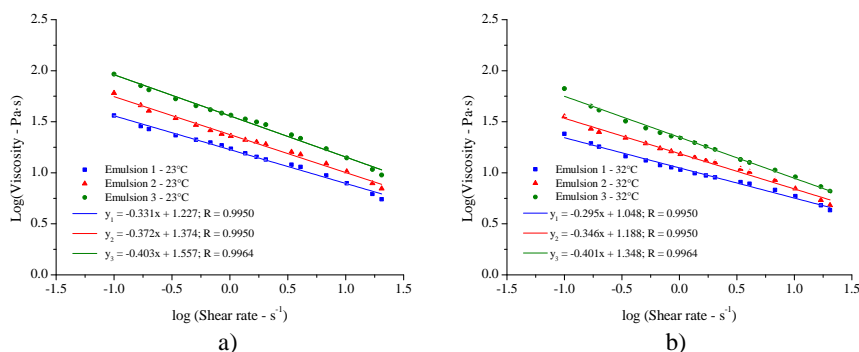 2.5
2.0
1.5
1.0
0.5
0.0
Log(Viscosity - Pa·s)
Emulsion 1 - 23°C
Emulsion 2 - 23°C
Emulsion 3 - 23°C
y₁ = -0.331x + 1.227; R = 0.9950
y₂ = -0.372x + 1.374; R = 0.9950
y₃ = -0.403x + 1.557; R = 0.9964
-1.5 -1.0 -0.5 0.0 0.5 1.0 1.5
log (Shear rate - s⁻¹)
a)
2.5
2.0
1.5
1.0
0.5
0.0
Log(Viscosity - Pa·s)
Emulsion 1 - 32°C
Emulsion 2 - 32°C
Emulsion 3 - 32°C
y₁ = -0.295x + 1.048; R = 0.9950
y₂ = -0.346x + 1.188; R = 0.9950
y₃ = -0.401x + 1.348; R = 0.9964
-1.5 -1.0 -0.5 0.0 0.5 1.0 1.5
log (Shear rate - s⁻¹)
b)